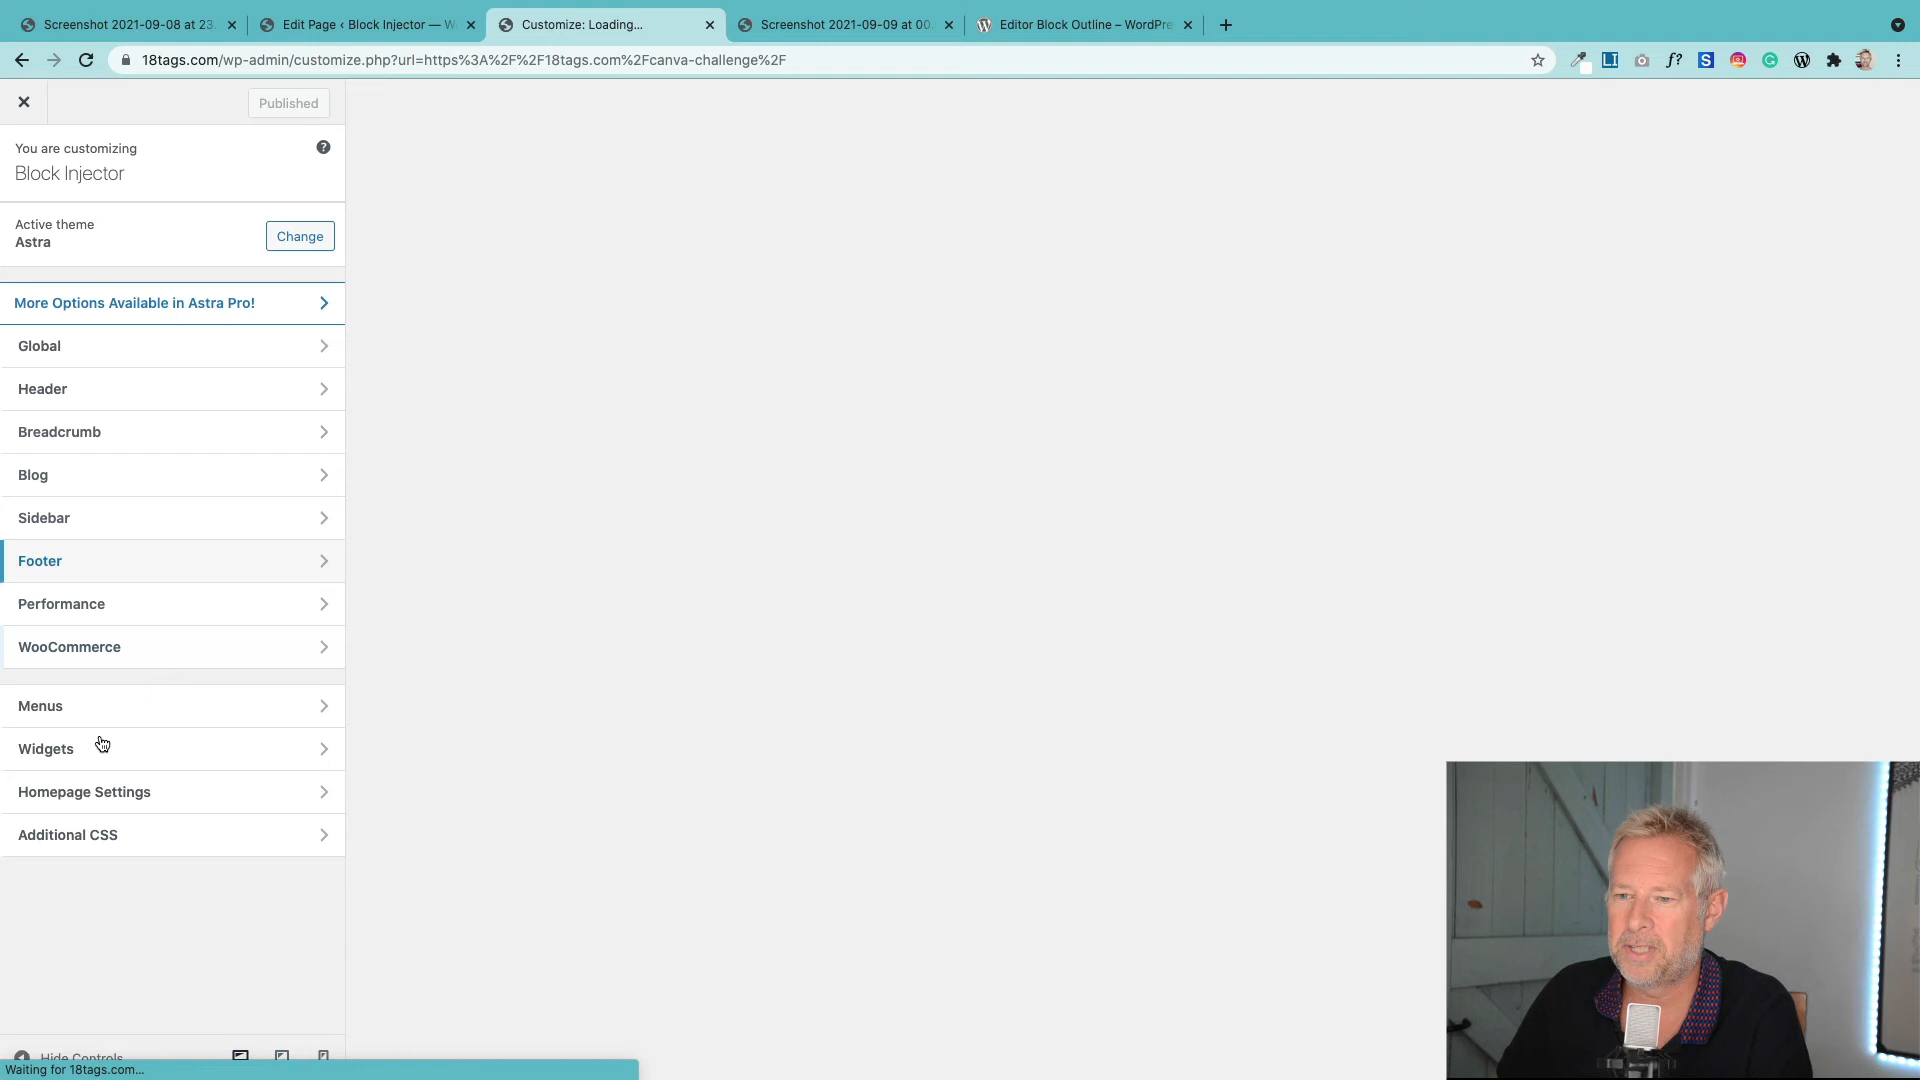 Screenshot 2021-09-08 at 23.
Edit Page ‹ Block Injector — W
Customize: Loading...
Screenshot 2021-09-09 at 00.
Editor Block Outline – WordPre
18tags.com/wp-admin/customize.php?url=https%3A%2F%2F18tags.com%2Fcanva-challenge%2F
Published
You are customizing
Block Injector
Active theme
Astra
Change
More Options Available in Astra Pro!
Global
Header
Breadcrumb
Blog
Sidebar
Footer
Performance
WooCommerce
Menus
Widgets
Homepage Settings
Additional CSS
Hide Controls
Waiting for 18tags.com...